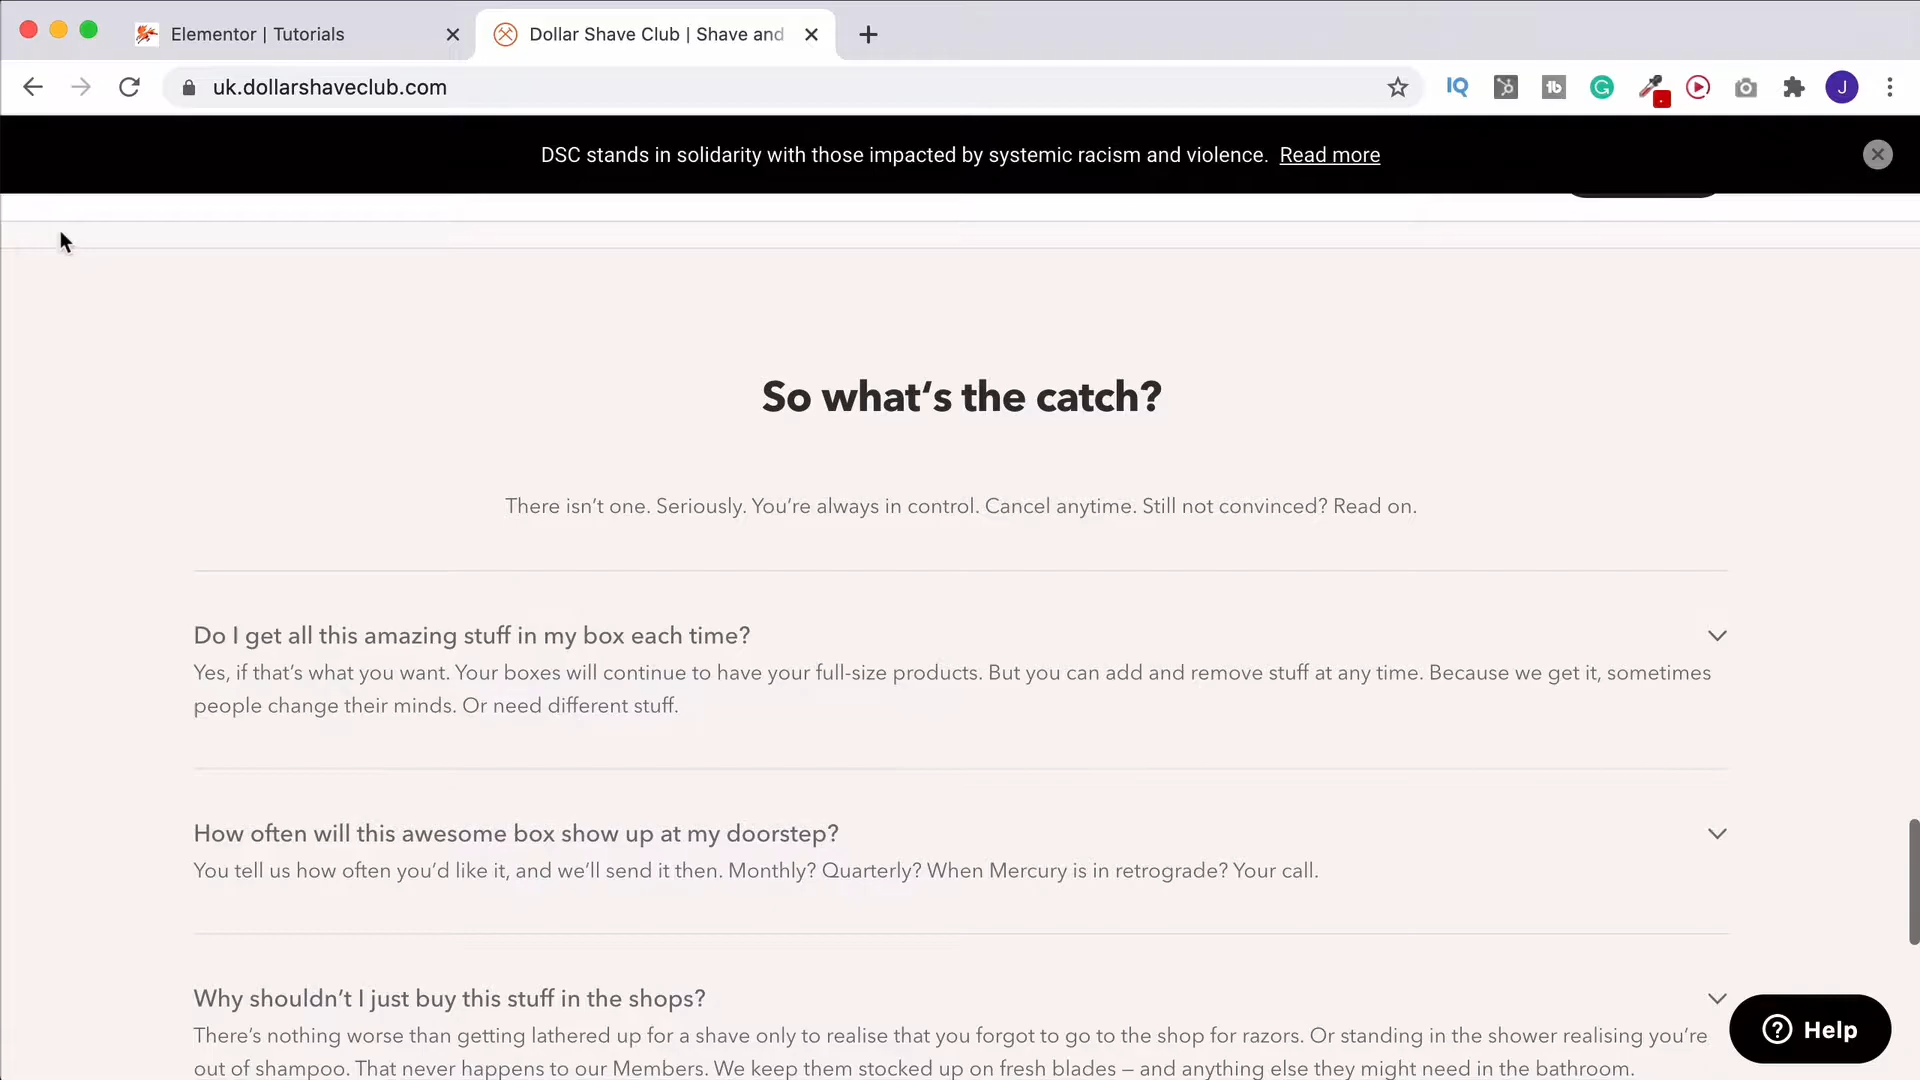 Elementor | Tutorials
Dollar Shave Club | Shave and
uk.dollarshaveclub.com
IQ
tb
G
J
DSC stands in solidarity with those impacted by systemic racism and violence. Read more
So what‘s the catch?
There isn’t one. Seriously. You’re always in control. Cancel anytime. Still not convinced? Read on.
Do I get all this amazing stuff in my box each time?
Yes, if that’s what you want. Your boxes will continue to have your full-size products. But you can add and remove stuff at any time. Because we get it, sometimes
people change their minds. Or need different stuff.
How often will this awesome box show up at my doorstep?
You tell us how often you’d like it, and we’ll send it then. Monthly? Quarterly? When Mercury is in retrograde? Your call.
Why shouldn’t I just buy this stuff in the shops?
There’s nothing worse than getting lathered up for a shave only to realise that you forgot to go to the shop for razors. Or standing in the shower realising you’re
out of shampoo. That never happens to our Members. We keep them stocked up on fresh blades – and anything else they might need in the bathroom.
Help